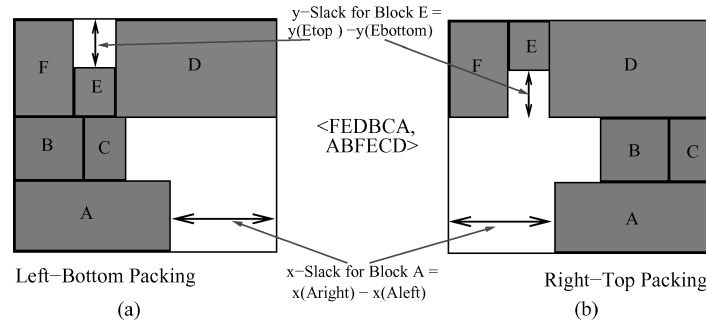 y−Slack for Block E =
y(Etop ) −y(Ebottom)
F
D
E
B
C
A
<FEDBCA,
ABFECD>
F
E
D
B
C
A
x−Slack for Block A =
x(Aright) − x(Aleft)
Left−Bottom Packing
Right−Top Packing
(a)
(b)